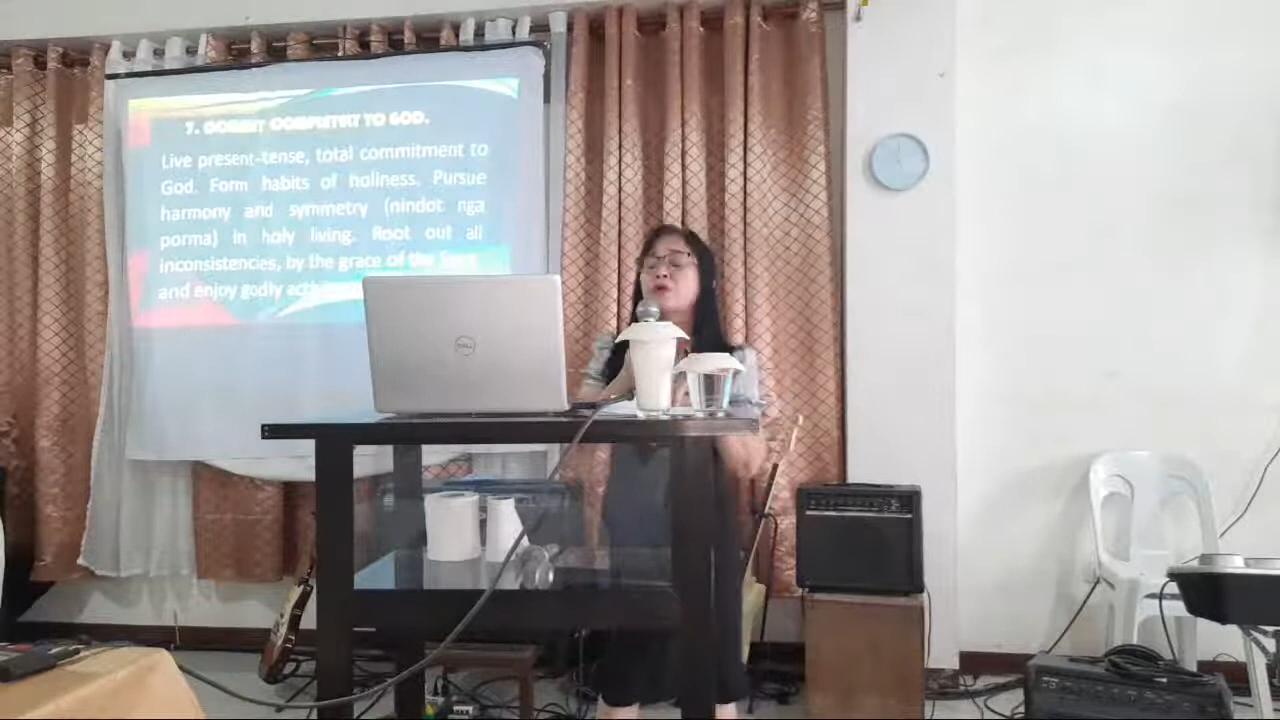 7. COMMIT COMPLETELY TO GOD.
Live present-tense, total commitment to
God. Form habits of holiness. Pursue
harmony and symmetry (nindot nga
porma) in holy living. Root out all
inconsistencies, by the grace of the
and enjoy godly
DELL